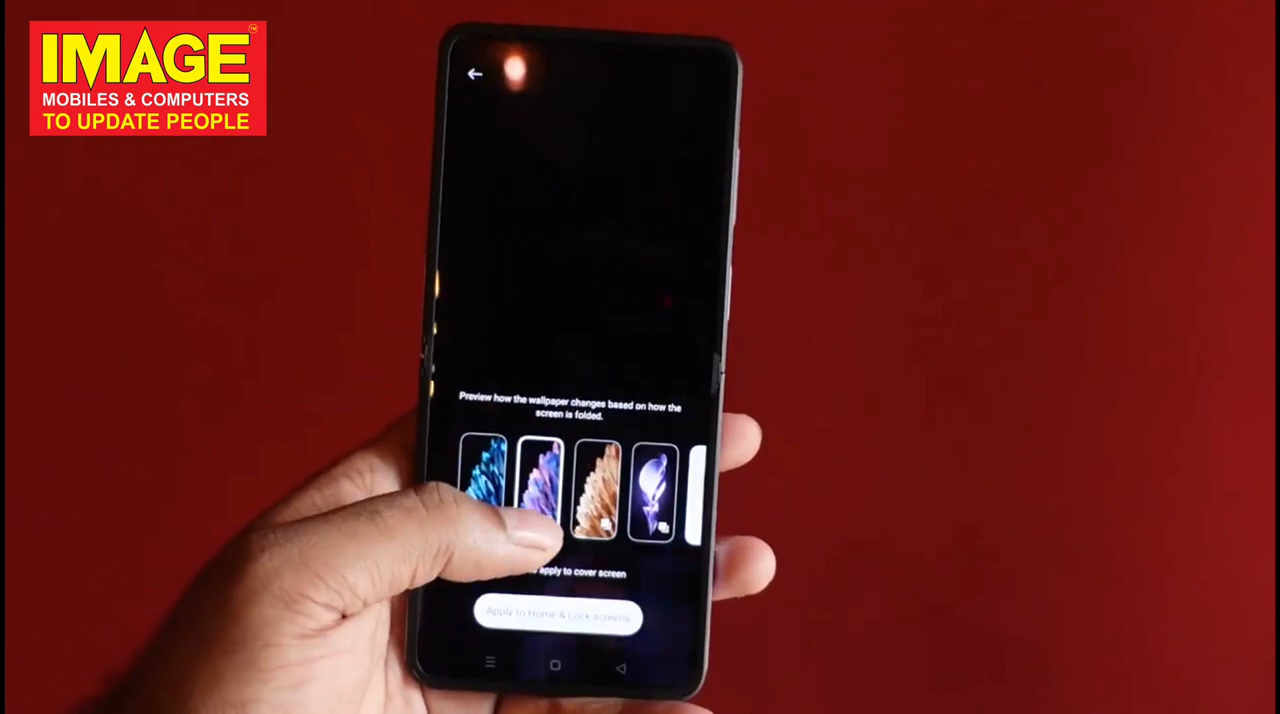 IMAGE
TM
MOBILES & COMPUTERS
TO UPDATE PEOPLE
Preview how the wallpaper changes based on how the
screen is folded.
apply to cover screen
Apply to Home & Lock screens